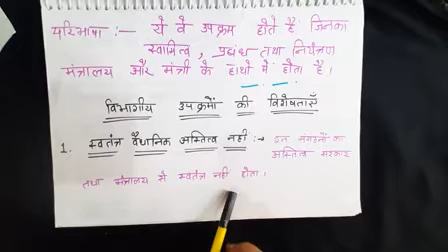 परिभाषा :— ये वे उपक्रम होते हैं जिनका
स्वामित्व, प्रबंध तथा नियंत्रण
मंत्रालय और मंत्री के हाथो मे होता है।
विभागीय उपक्रमों की विशेषताएँ
1. स्वतंत्र वैधानिक अस्तित्व नही :→ इन संगठनों का
अस्तित्व सरकार
तथा मंत्रालय से स्वतंत्र नही होता।